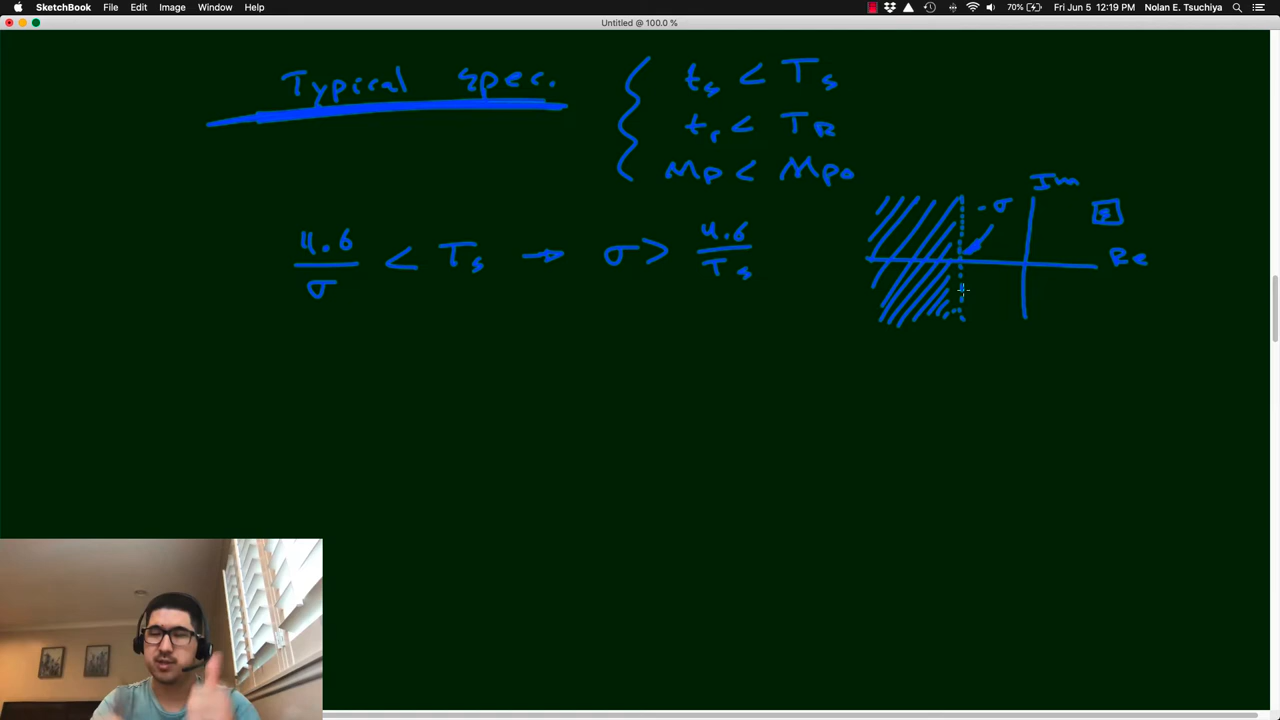 SketchBook File Edit Image Window Help 70% Fri Jun 5 12:19 PM Nolan E. Tsuchiya
Untitled @ 100.0 %
Typical spec.
ts < Ts
tr < TR
Mp < Mpo
4.6/σ < Ts → σ > 4.6/Ts
-σ
Im
s
Re